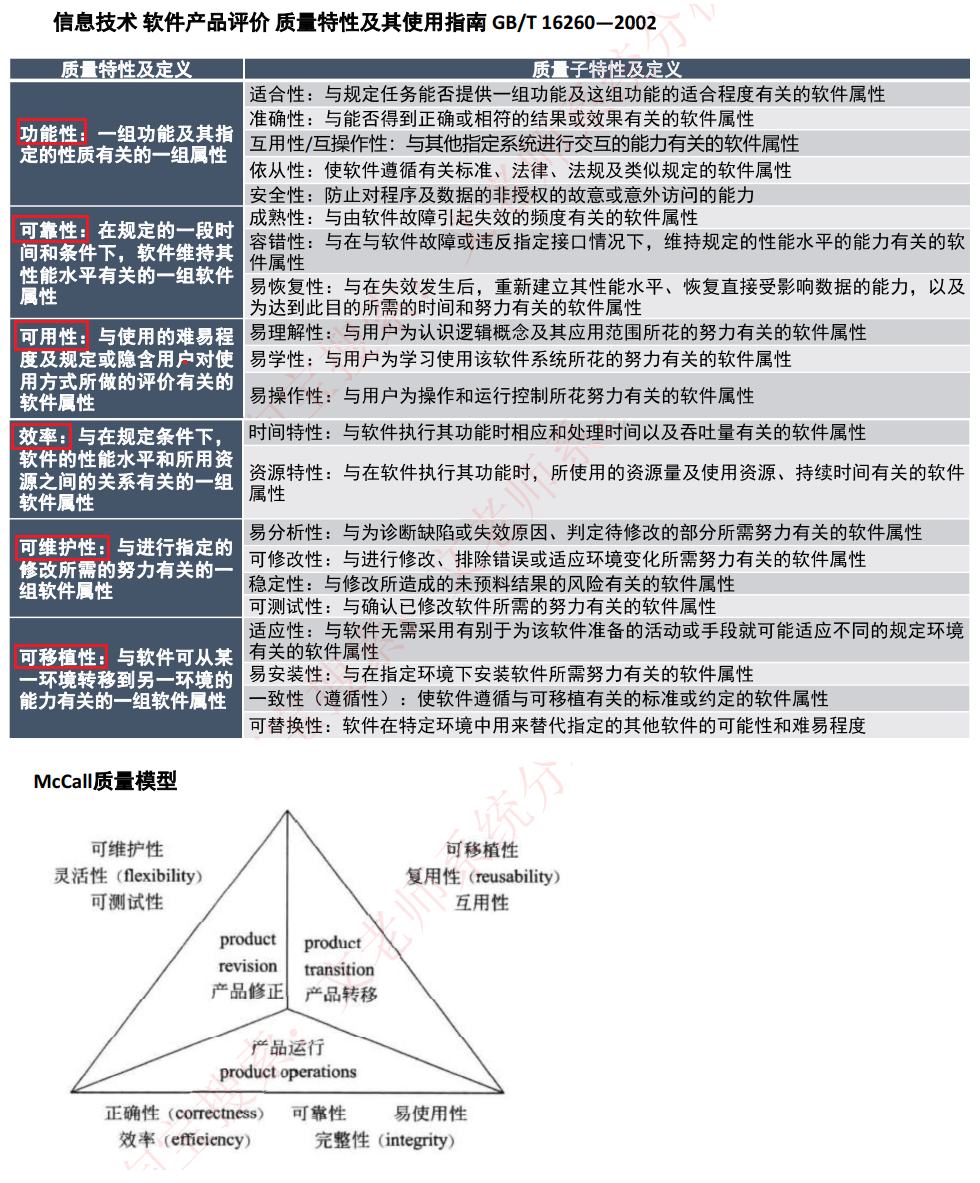 信息技术 软件产品评价 质量特性及其使用指南 GB/T 16260—2002
质量特性及定义
质量子特性及定义
功能性：一组功能及其指
定的性质有关的一组属性
适合性：与规定任务能否提供一组功能及这组功能的适合程度有关的软件属性
准确性：与能否得到正确或相符的结果或效果有关的软件属性
互用性/互操作性：与其他指定系统进行交互的能力有关的软件属性
依从性：使软件遵循有关标准、法律、法规及类似规定的软件属性
安全性：防止对程序及数据的非授权的故意或意外访问的能力
可靠性：在规定的一段时
间和条件下，软件维持其
性能水平有关的一组软件
属性
成熟性：与由软件故障引起失效的频度有关的软件属性
容错性：与在与软件故障或违反指定接口情况下，维持规定的性能水平的能力有关的软
件属性
易恢复性：与在失效发生后，重新建立其性能水平、恢复直接受影响数据的能力，以及
为达到此目的所需的时间和努力有关的软件属性
可用性：与使用的难易程
度及规定或隐含用户对使
用方式所做的评价有关的
软件属性
易理解性：与用户为认识逻辑概念及其应用范围所花的努力有关的软件属性
易学性：与用户为学习使用该软件系统所花的努力有关的软件属性
易操作性：与用户为操作和运行控制所花努力有关的软件属性
效率：与在规定条件下，
软件的性能水平和所用资
源之间的关系有关的一组
软件属性
时间特性：与软件执行其功能时相应和处理时间以及吞吐量有关的软件属性
资源特性：与在软件执行其功能时，所使用的资源量及使用资源、持续时间有关的软件
属性
可维护性：与进行指定的
修改所需的努力有关的一
组软件属性
易分析性：与为诊断缺陷或失效原因、判定待修改的部分所需努力有关的软件属性
可修改性：与进行修改、排除错误或适应环境变化所需努力有关的软件属性
稳定性：与修改所造成的未预料结果的风险有关的软件属性
可测试性：与确认已修改软件所需的努力有关的软件属性
可移植性：与软件可从某
一环境转移到另一环境的
能力有关的一组软件属性
适应性：与软件无需采用有别于为该软件准备的活动或手段就可能适应不同的规定环境
有关的软件属性
易安装性：与在指定环境下安装软件所需努力有关的软件属性
一致性（遵循性）：使软件遵循与可移植有关的标准或约定的软件属性
可替换性：软件在特定环境中用来替代指定的其他软件的可能性和难易程度
McCall质量模型
可维护性
灵活性（flexibility）
可测试性
可移植性
复用性（reusability）
互用性
product
revision
产品修正
product
transition
产品转移
产品运行
product operations
正确性（correctness） 可靠性 易使用性
效率（efficiency） 完整性（integrity）